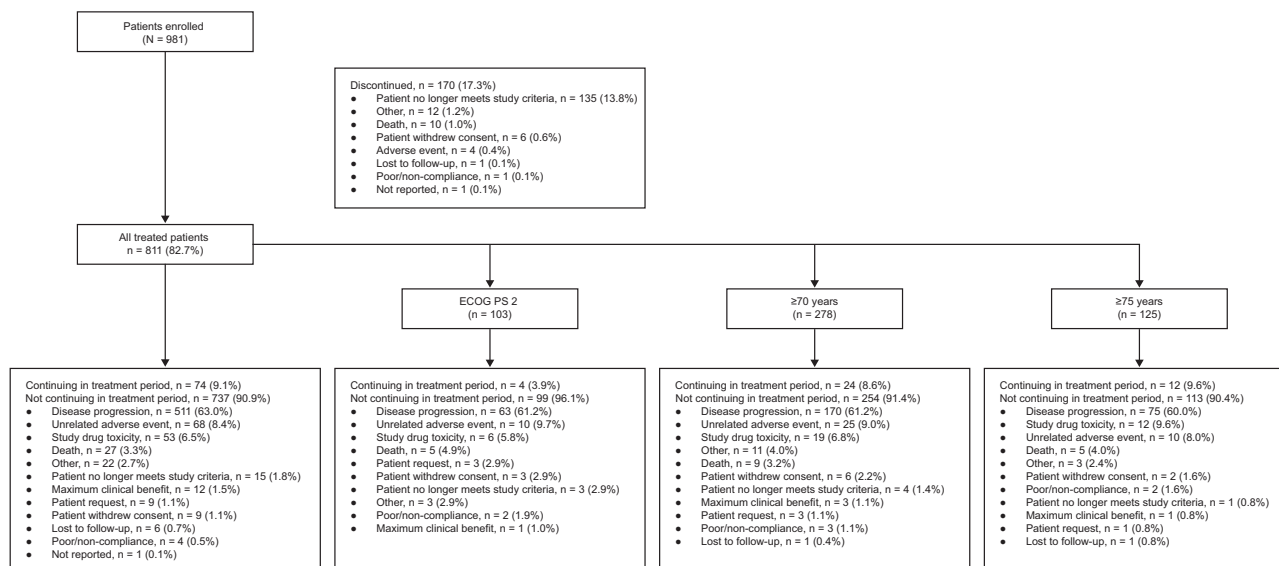 Patients enrolled
(N = 981)
Discontinued, n = 170 (17.3%)
● Patient no longer meets study criteria, n = 135 (13.8%)
● Other, n = 12 (1.2%)
● Death, n = 10 (1.0%)
● Patient withdrew consent, n = 6 (0.6%)
● Adverse event, n = 4 (0.4%)
● Lost to follow-up, n = 1 (0.1%)
● Poor/non-compliance, n = 1 (0.1%)
● Not reported, n = 1 (0.1%)
All treated patients
n = 811 (82.7%)
ECOG PS 2
(n = 103)
≥70 years
(n = 278)
≥75 years
(n = 125)
Continuing in treatment period, n = 74 (9.1%)
Not continuing in treatment period, n = 737 (90.9%)
● Disease progression, n = 511 (63.0%)
● Unrelated adverse event, n = 68 (8.4%)
● Study drug toxicity, n = 53 (6.5%)
● Death, n = 27 (3.3%)
● Other, n = 22 (2.7%)
● Patient no longer meets study criteria, n = 15 (1.8%)
● Maximum clinical benefit, n = 12 (1.5%)
● Patient request, n = 9 (1.1%)
● Patient withdrew consent, n = 9 (1.1%)
● Lost to follow-up, n = 6 (0.7%)
● Poor/non-compliance, n = 4 (0.5%)
● Not reported, n = 1 (0.1%)
Continuing in treatment period, n = 4 (3.9%)
Not continuing in treatment period, n = 99 (96.1%)
● Disease progression, n = 63 (61.2%)
● Unrelated adverse event, n = 10 (9.7%)
● Study drug toxicity, n = 6 (5.8%)
● Death, n = 5 (4.9%)
● Patient request, n = 3 (2.9%)
● Patient withdrew consent, n = 3 (2.9%)
● Patient no longer meets study criteria, n = 3 (2.9%)
● Other, n = 3 (2.9%)
● Poor/non-compliance, n = 2 (1.9%)
● Maximum clinical benefit, n = 1 (1.0%)
Continuing in treatment period, n = 24 (8.6%)
Not continuing in treatment period, n = 254 (91.4%)
● Disease progression, n = 170 (61.2%)
● Unrelated adverse event, n = 25 (9.0%)
● Study drug toxicity, n = 19 (6.8%)
● Other, n = 11 (4.0%)
● Death, n = 9 (3.2%)
● Patient withdrew consent, n = 6 (2.2%)
● Patient no longer meets study criteria, n = 4 (1.4%)
● Maximum clinical benefit, n = 3 (1.1%)
● Patient request, n = 3 (1.1%)
● Poor/non-compliance, n = 3 (1.1%)
● Lost to follow-up, n = 1 (0.4%)
Continuing in treatment period, n = 12 (9.6%)
Not continuing in treatment period, n = 113 (90.4%)
● Disease progression, n = 75 (60.0%)
● Study drug toxicity, n = 12 (9.6%)
● Unrelated adverse event, n = 10 (8.0%)
● Death, n = 5 (4.0%)
● Other, n = 3 (2.4%)
● Patient withdrew consent, n = 2 (1.6%)
● Poor/non-compliance, n = 2 (1.6%)
● Patient no longer meets study criteria, n = 1 (0.8%)
● Maximum clinical benefit, n = 1 (0.8%)
● Patient request, n = 1 (0.8%)
● Lost to follow-up, n = 1 (0.8%)